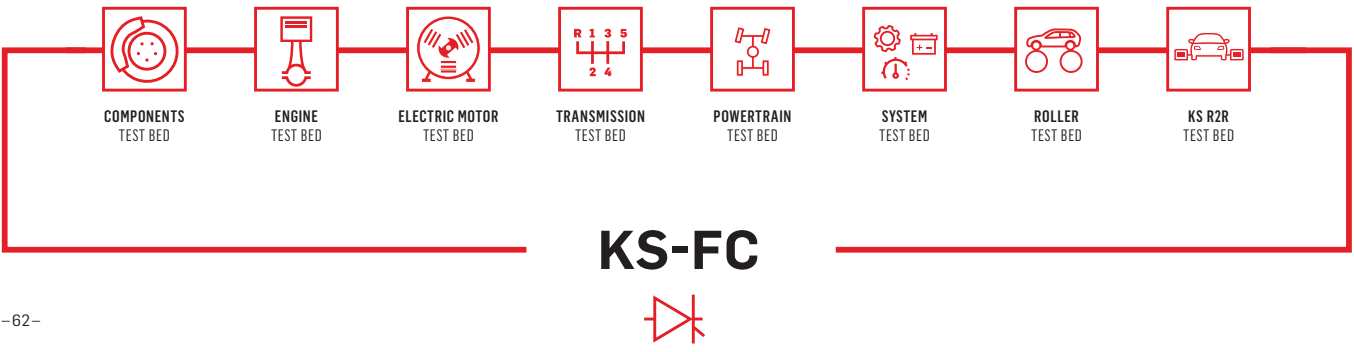 R 1 3 5
2 4
+ -
COMPONENTS
TEST BED
ENGINE
TEST BED
ELECTRIC MOTOR
TEST BED
TRANSMISSION
TEST BED
POWERTRAIN
TEST BED
SYSTEM
TEST BED
ROLLER
TEST BED
KS R2R
TEST BED
KS-FC
–62–